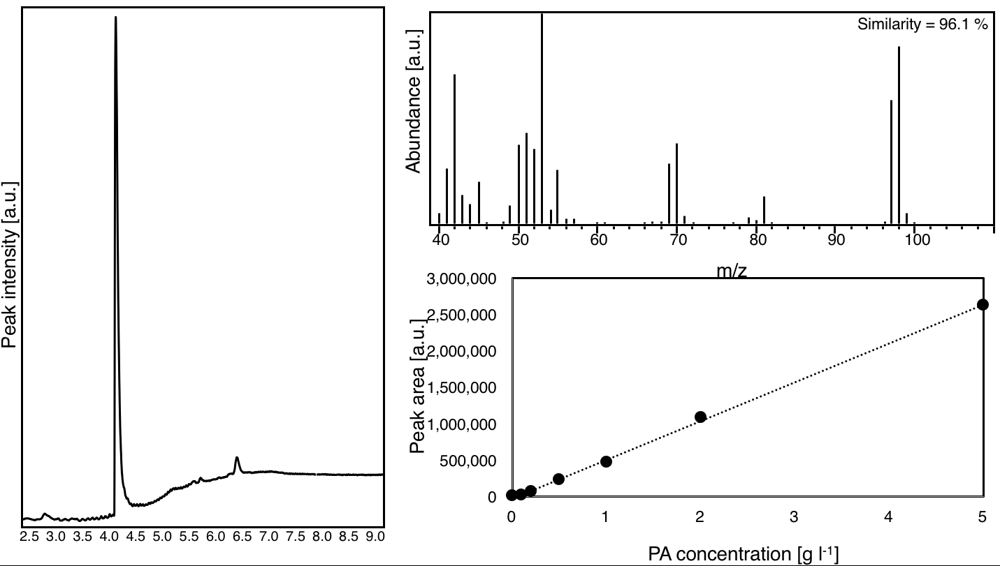 Peak intensity [a.u.]
2.5 3.0 3.5 4.0 4.5 5.0 5.5 6.0 6.5 7.0 7.5 8.0 8.5 9.0
Abundance [a.u.]
Similarity = 96.1 %
40 50 60 70 80 90 100
m/z
Peak area [a.u.]
3,000,000
2,500,000
2,000,000
1,500,000
1,000,000
500,000
0
0 1 2 3 4 5
PA concentration [g l-1]